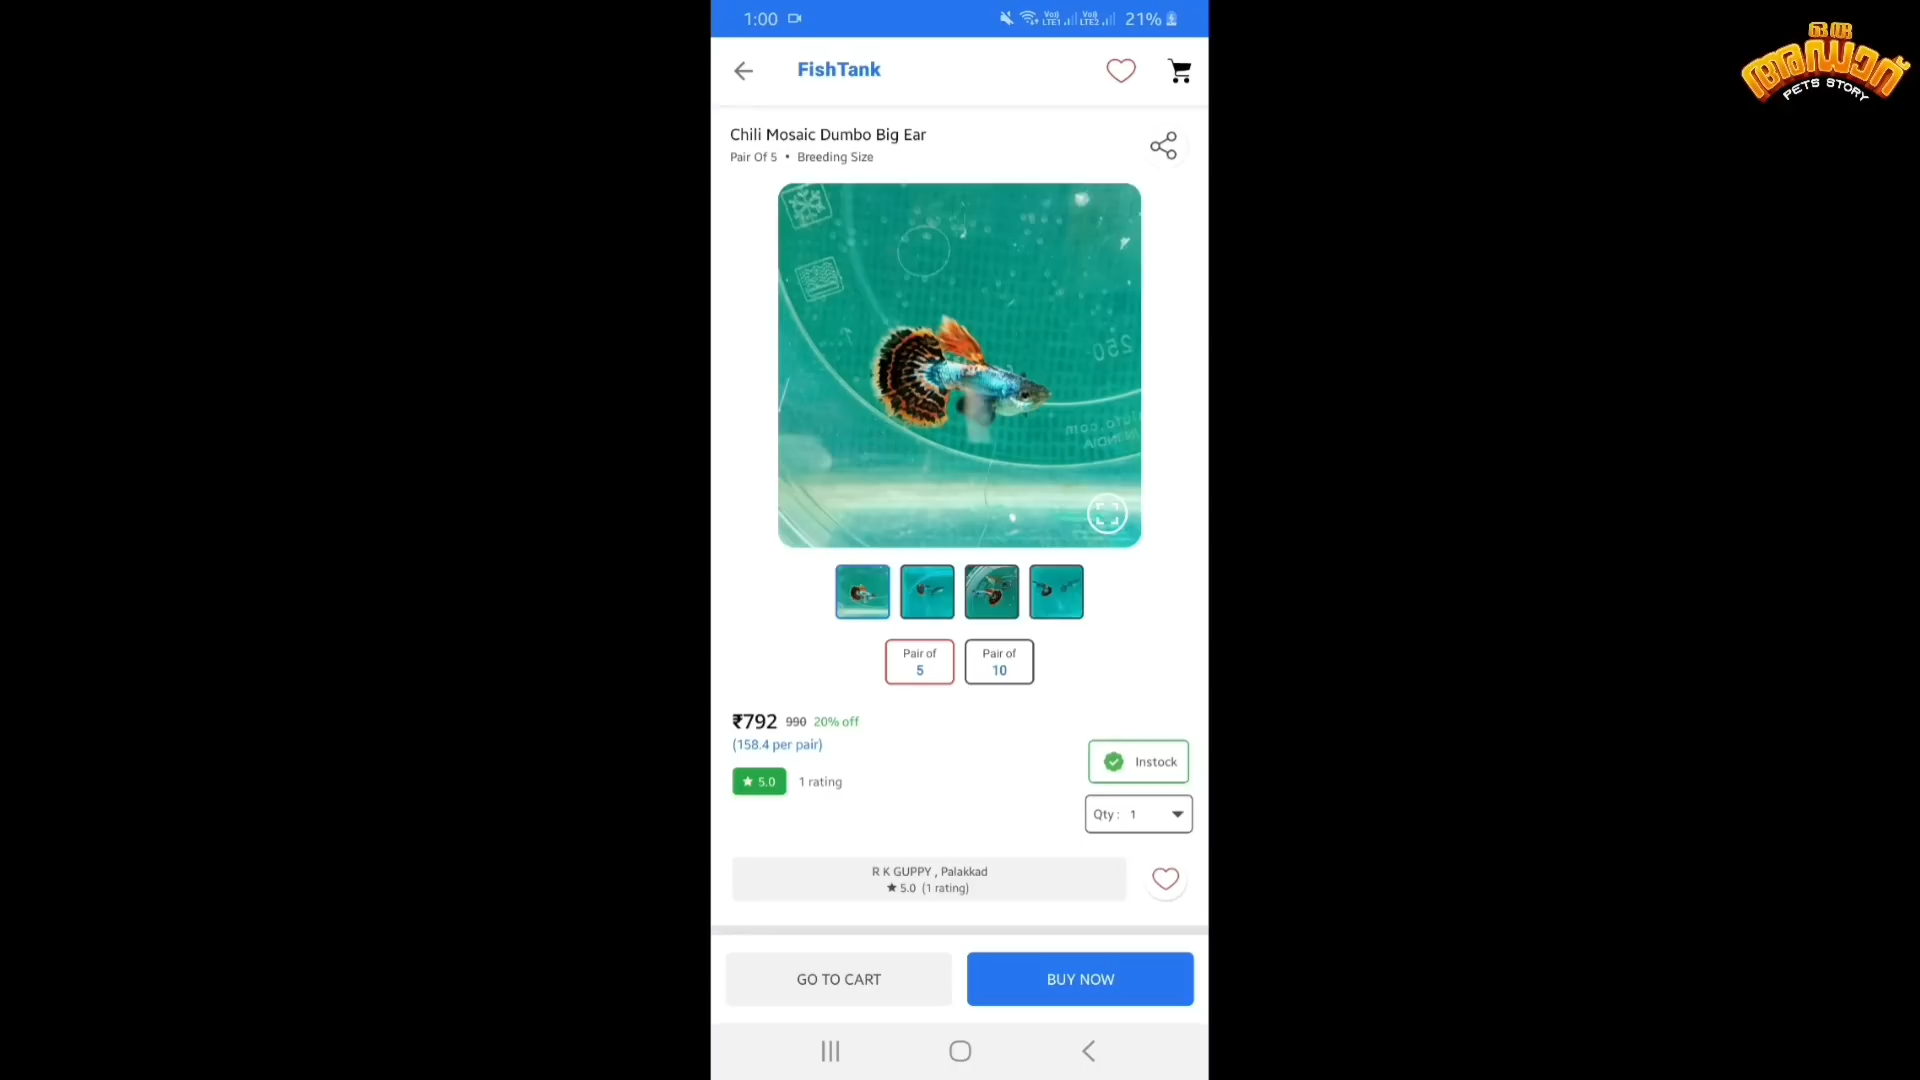 1:00
21%
FishTank
ഒരു
അഡാറ്
PETS STORY
Chili Mosaic Dumbo Big Ear
Pair Of 5 • Breeding Size
250
Pair of
5
Pair of
10
₹792 990 20% off
(158.4 per pair)
Instock
★ 5.0 1 rating
Qty : 1
R K GUPPY , Palakkad
★ 5.0 (1 rating)
GO TO CART
BUY NOW